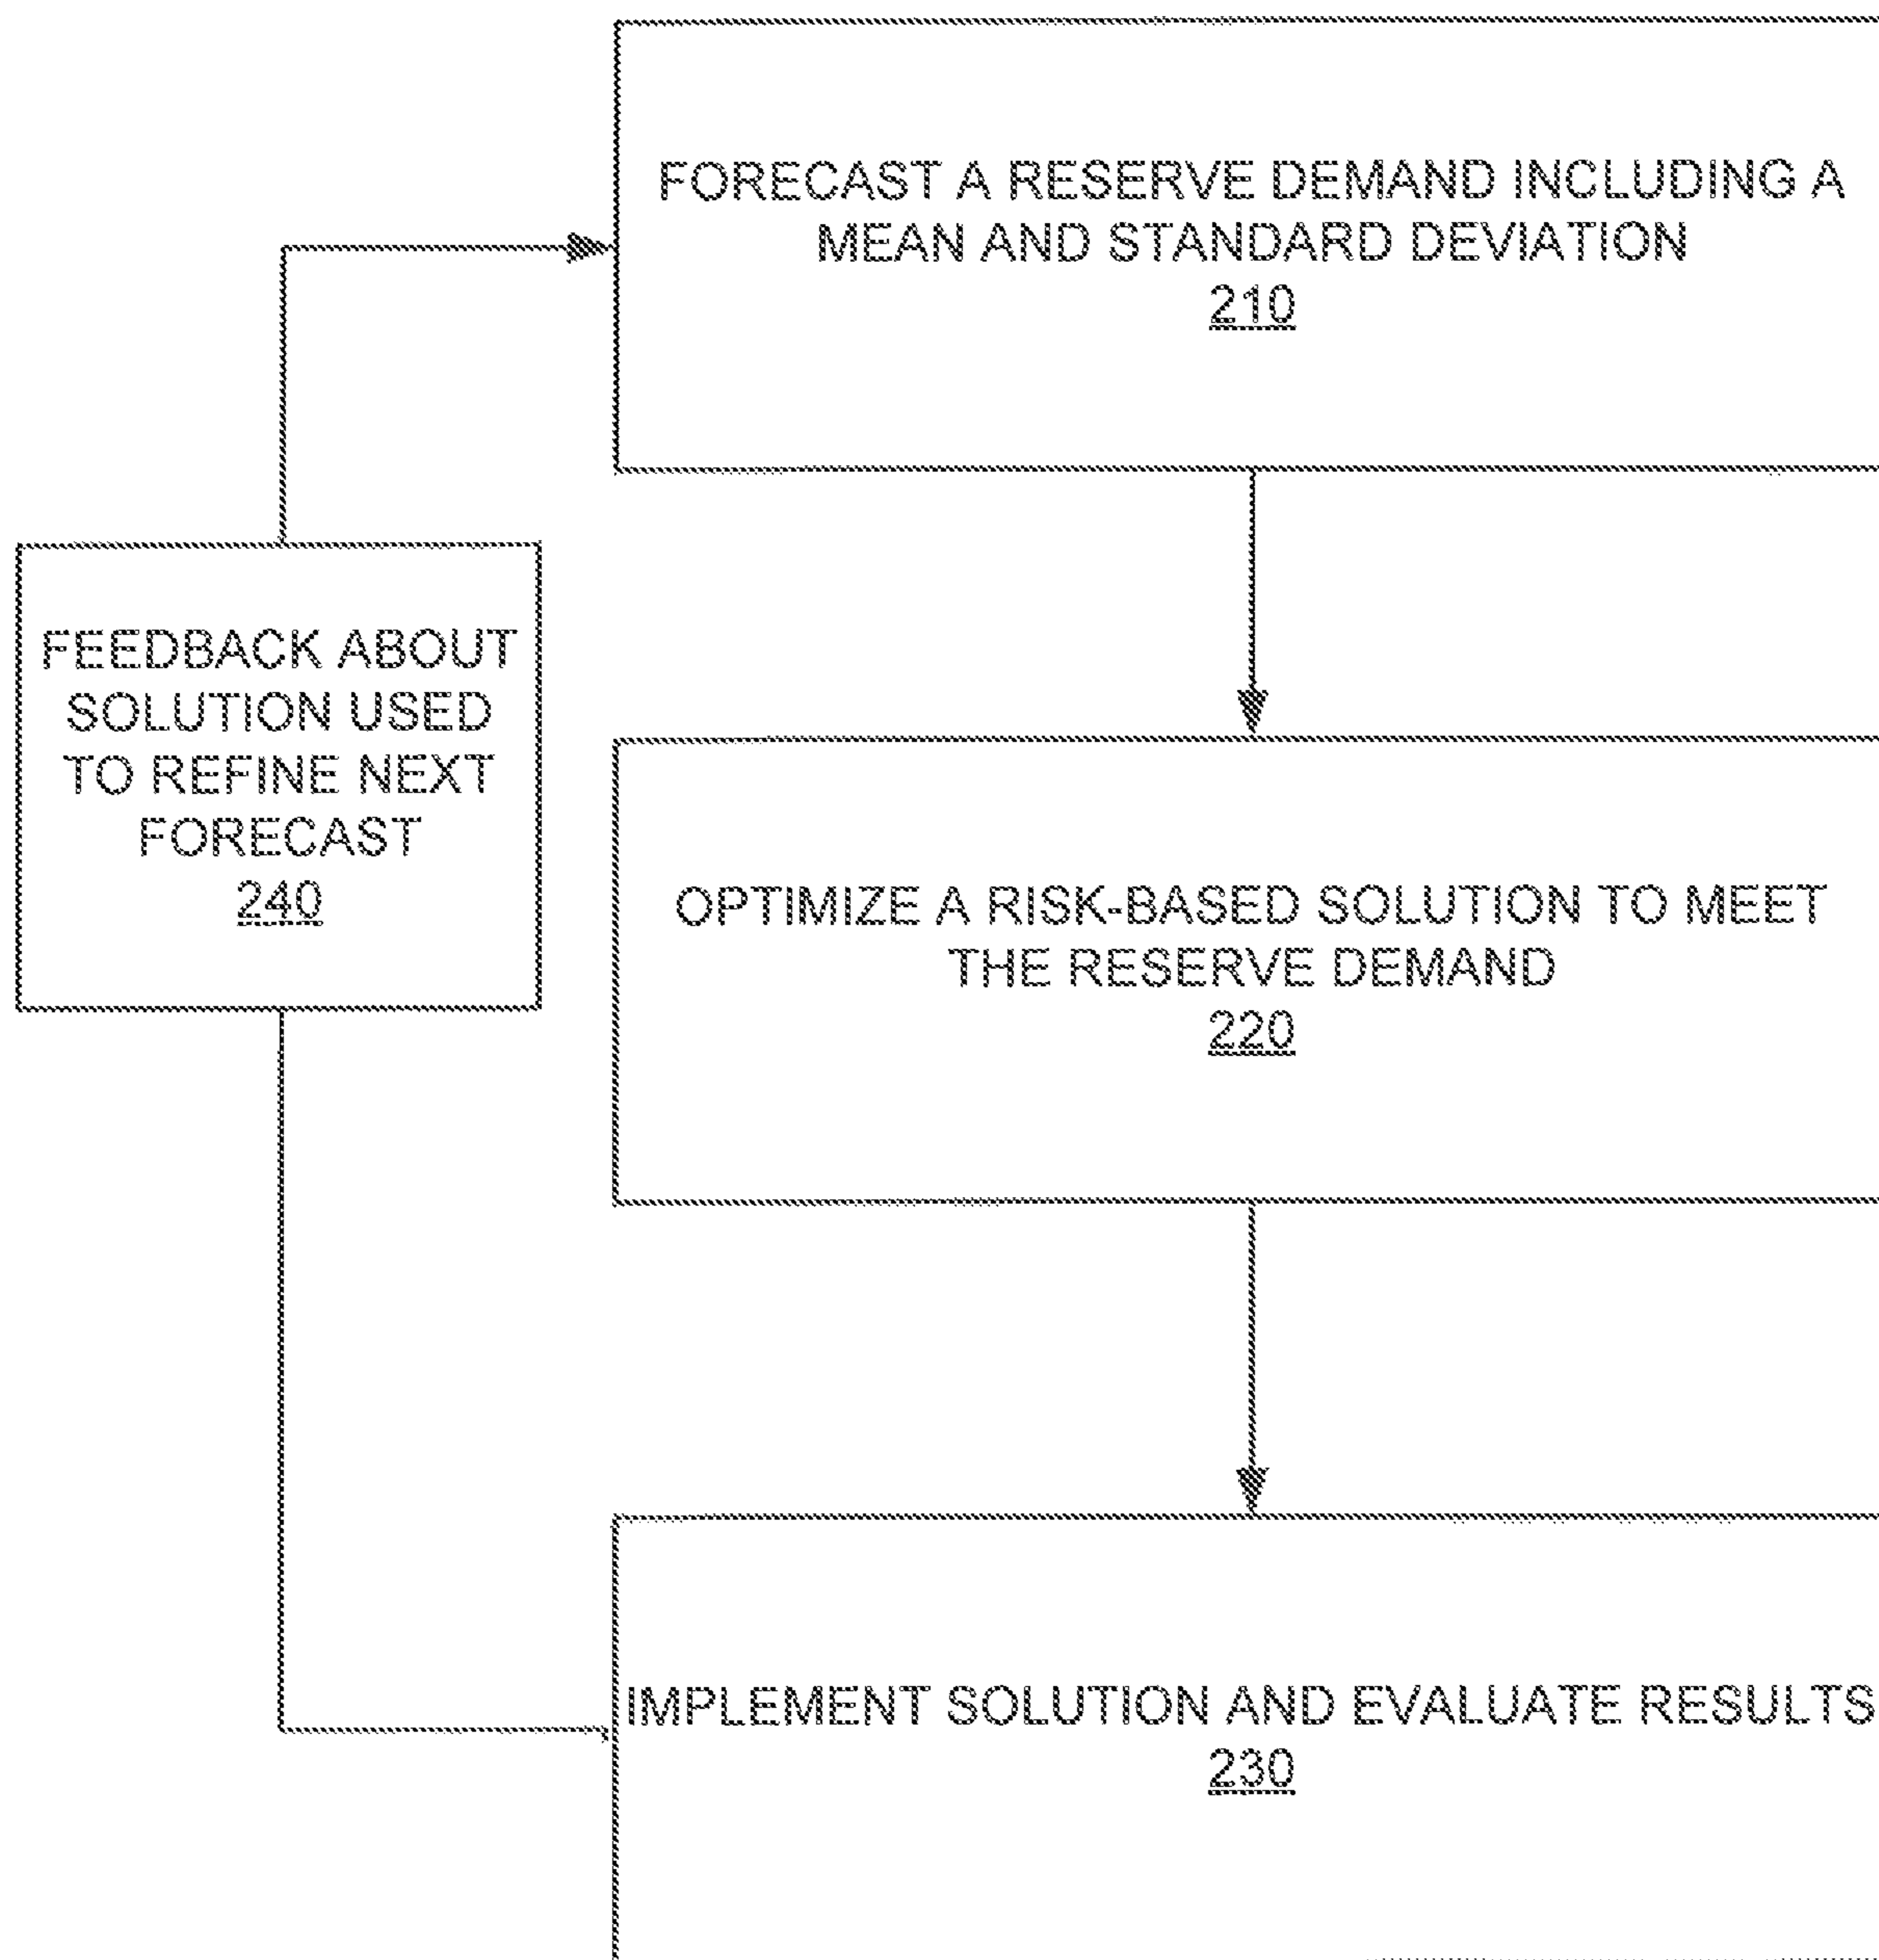 FORECAST A RESERVE DEMAND INCLUDING A
MEAN AND STANDARD DEVIATION
210
FEEDBACK ABOUT
SOLUTION USED
TO REFINE NEXT
FORECAST
240
OPTIMIZE A RISK-BASED SOLUTION TO MEET
THE RESERVE DEMAND
220
IMPLEMENT SOLUTION AND EVALUATE RESULTS
230